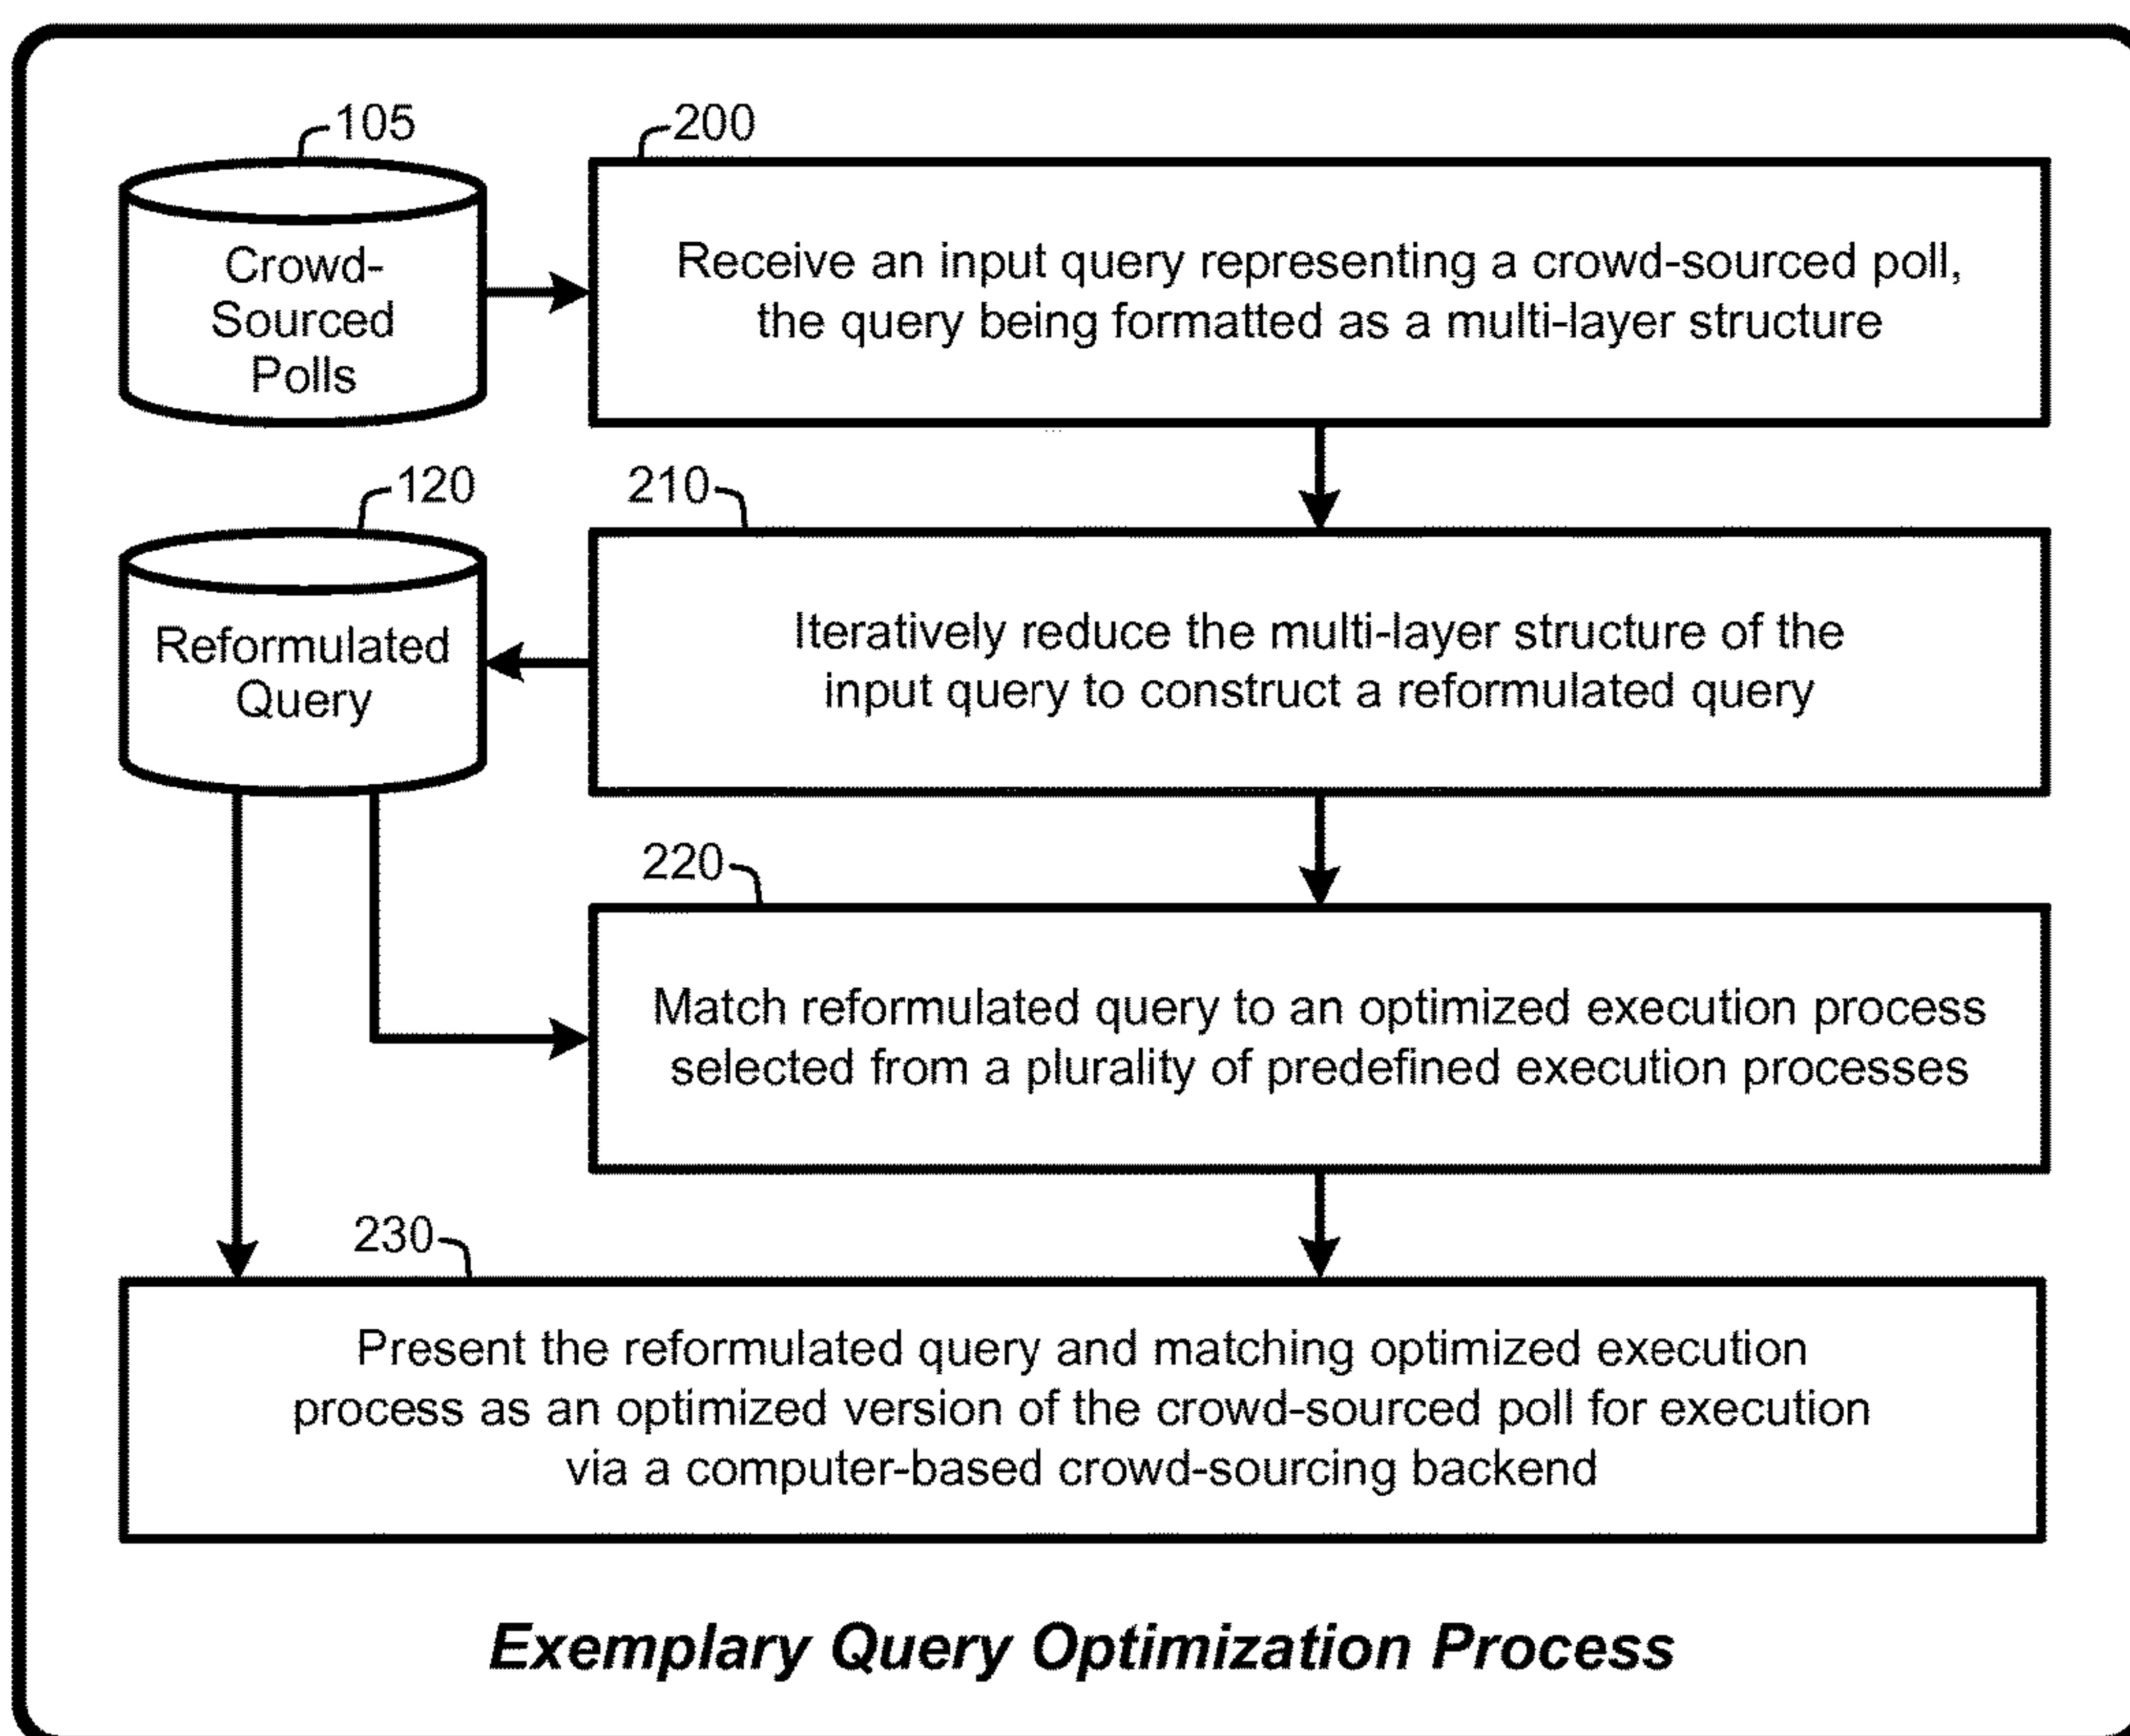 105
200
Crowd-
Sourced
Polls
Receive an input query representing a crowd-sourced poll,
the query being formatted as a multi-layer structure
120
210
Reformulated
Query
Iteratively reduce the multi-layer structure of the
input query to construct a reformulated query
220
Match reformulated query to an optimized execution process
selected from a plurality of predefined execution processes
230
Present the reformulated query and matching optimized execution
process as an optimized version of the crowd-sourced poll for execution
via a computer-based crowd-sourcing backend
Exemplary Query Optimization Process